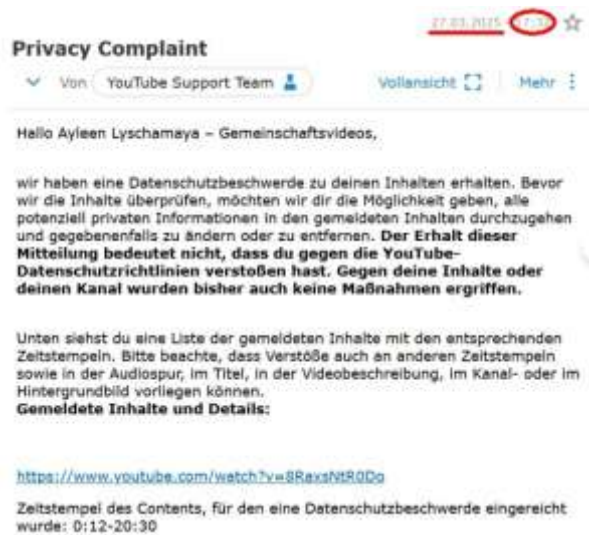 27.03.2025
Privacy Complaint
Von YouTube Support Team Vollansicht Mehr
Hallo Ayleen Lyschamaya – Gemeinschaftsvideos,
wir haben eine Datenschutzbeschwerde zu deinen Inhalten erhalten. Bevor
wir die Inhalte überprüfen, möchten wir dir die Möglichkeit geben, alle
potenziell privaten Informationen in den gemeldeten Inhalten durchzugehen
und gegebenenfalls zu ändern oder zu entfernen. Der Erhalt dieser
Mitteilung bedeutet nicht, dass du gegen die YouTube-
Datenschutzrichtlinien verstoßen hast. Gegen deine Inhalte oder
deinen Kanal wurden bisher auch keine Maßnahmen ergriffen.
Unten siehst du eine Liste der gemeldeten Inhalte mit den entsprechenden
Zeitstempeln. Bitte beachte, dass Verstöße auch an anderen Zeitstempeln
sowie in der Audiospur, im Titel, in der Videobeschreibung, im Kanal- oder im
Hintergrundbild vorliegen können.
Gemeldete Inhalte und Details:
https://www.youtube.com/watch?v=8RaxsNtR0Do
Zeitstempel des Contents, für den eine Datenschutzbeschwerde eingereicht
wurde: 0:12-20:30